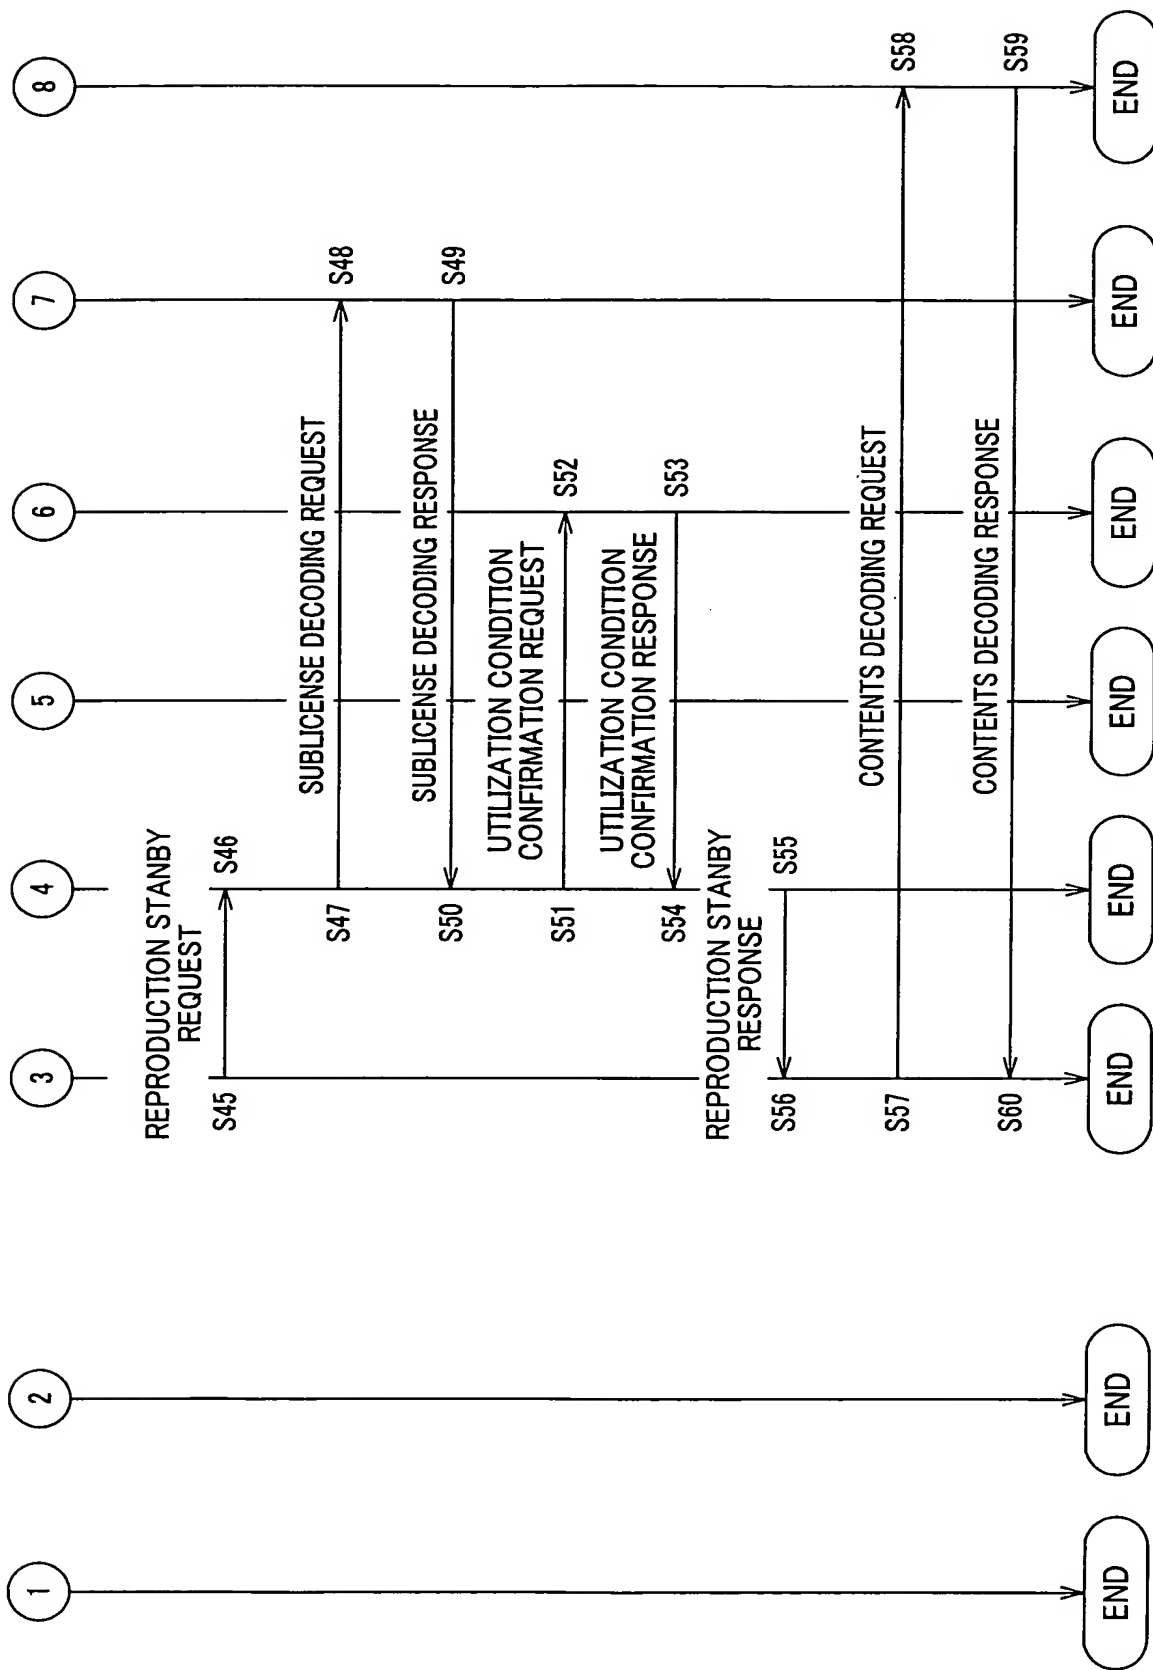 1
2
3
4
5
6
7
8
REPRODUCTION STANBY
REQUEST
S45
S46
SUBLICENSE DECODING REQUEST
S47
S48
SUBLICENSE DECODING RESPONSE
S50
S49
UTILIZATION CONDITION
CONFIRMATION REQUEST
S51
S52
UTILIZATION CONDITION
CONFIRMATION RESPONSE
S54
S53
REPRODUCTION STANBY
RESPONSE
S56
S55
CONTENTS DECODING REQUEST
S57
S58
CONTENTS DECODING RESPONSE
S60
S59
END
END
END
END
END
END
END
END